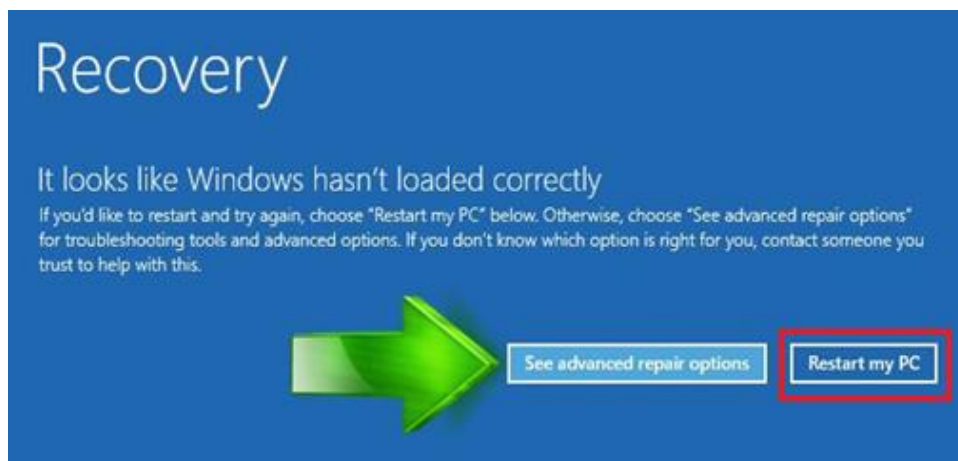 Recovery
It looks like Windows hasn't loaded correctly
If you'd like to restart and try again, choose "Restart my PC" below. Otherwise, choose "See advanced repair options"
for troubleshooting tools and advanced options. If you don't know which option is right for you, contact someone you
trust to help with this.
See advanced repair options
Restart my PC